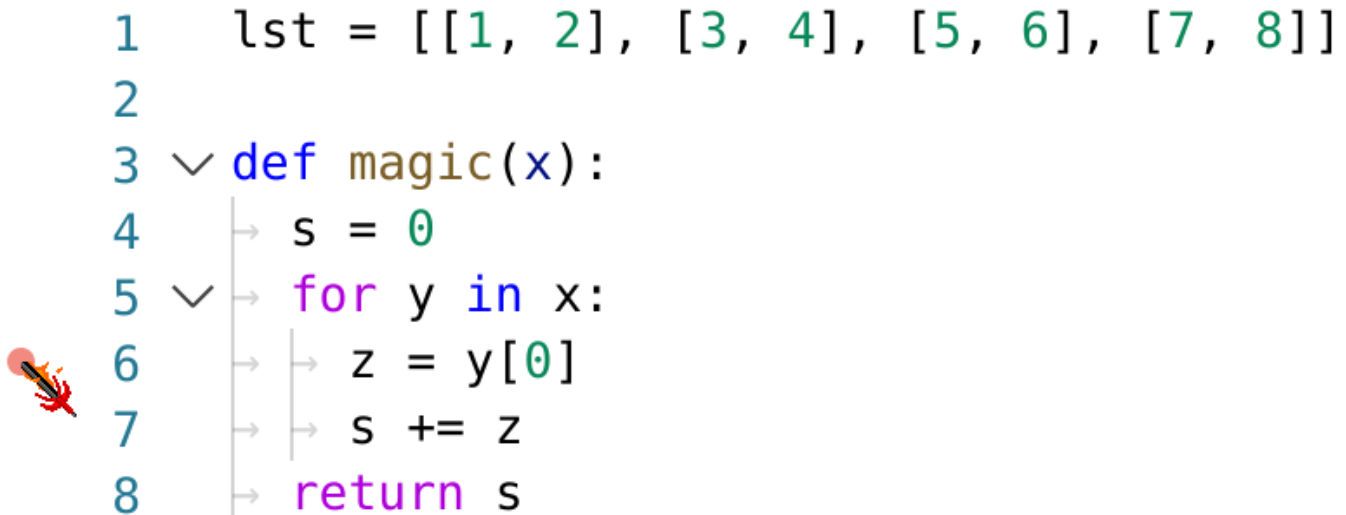 1 lst = [[1, 2], [3, 4], [5, 6], [7, 8]]
2
3 def magic(x):
4 s = 0
5 for y in x:
6 z = y[0]
7 s += z
8 return s